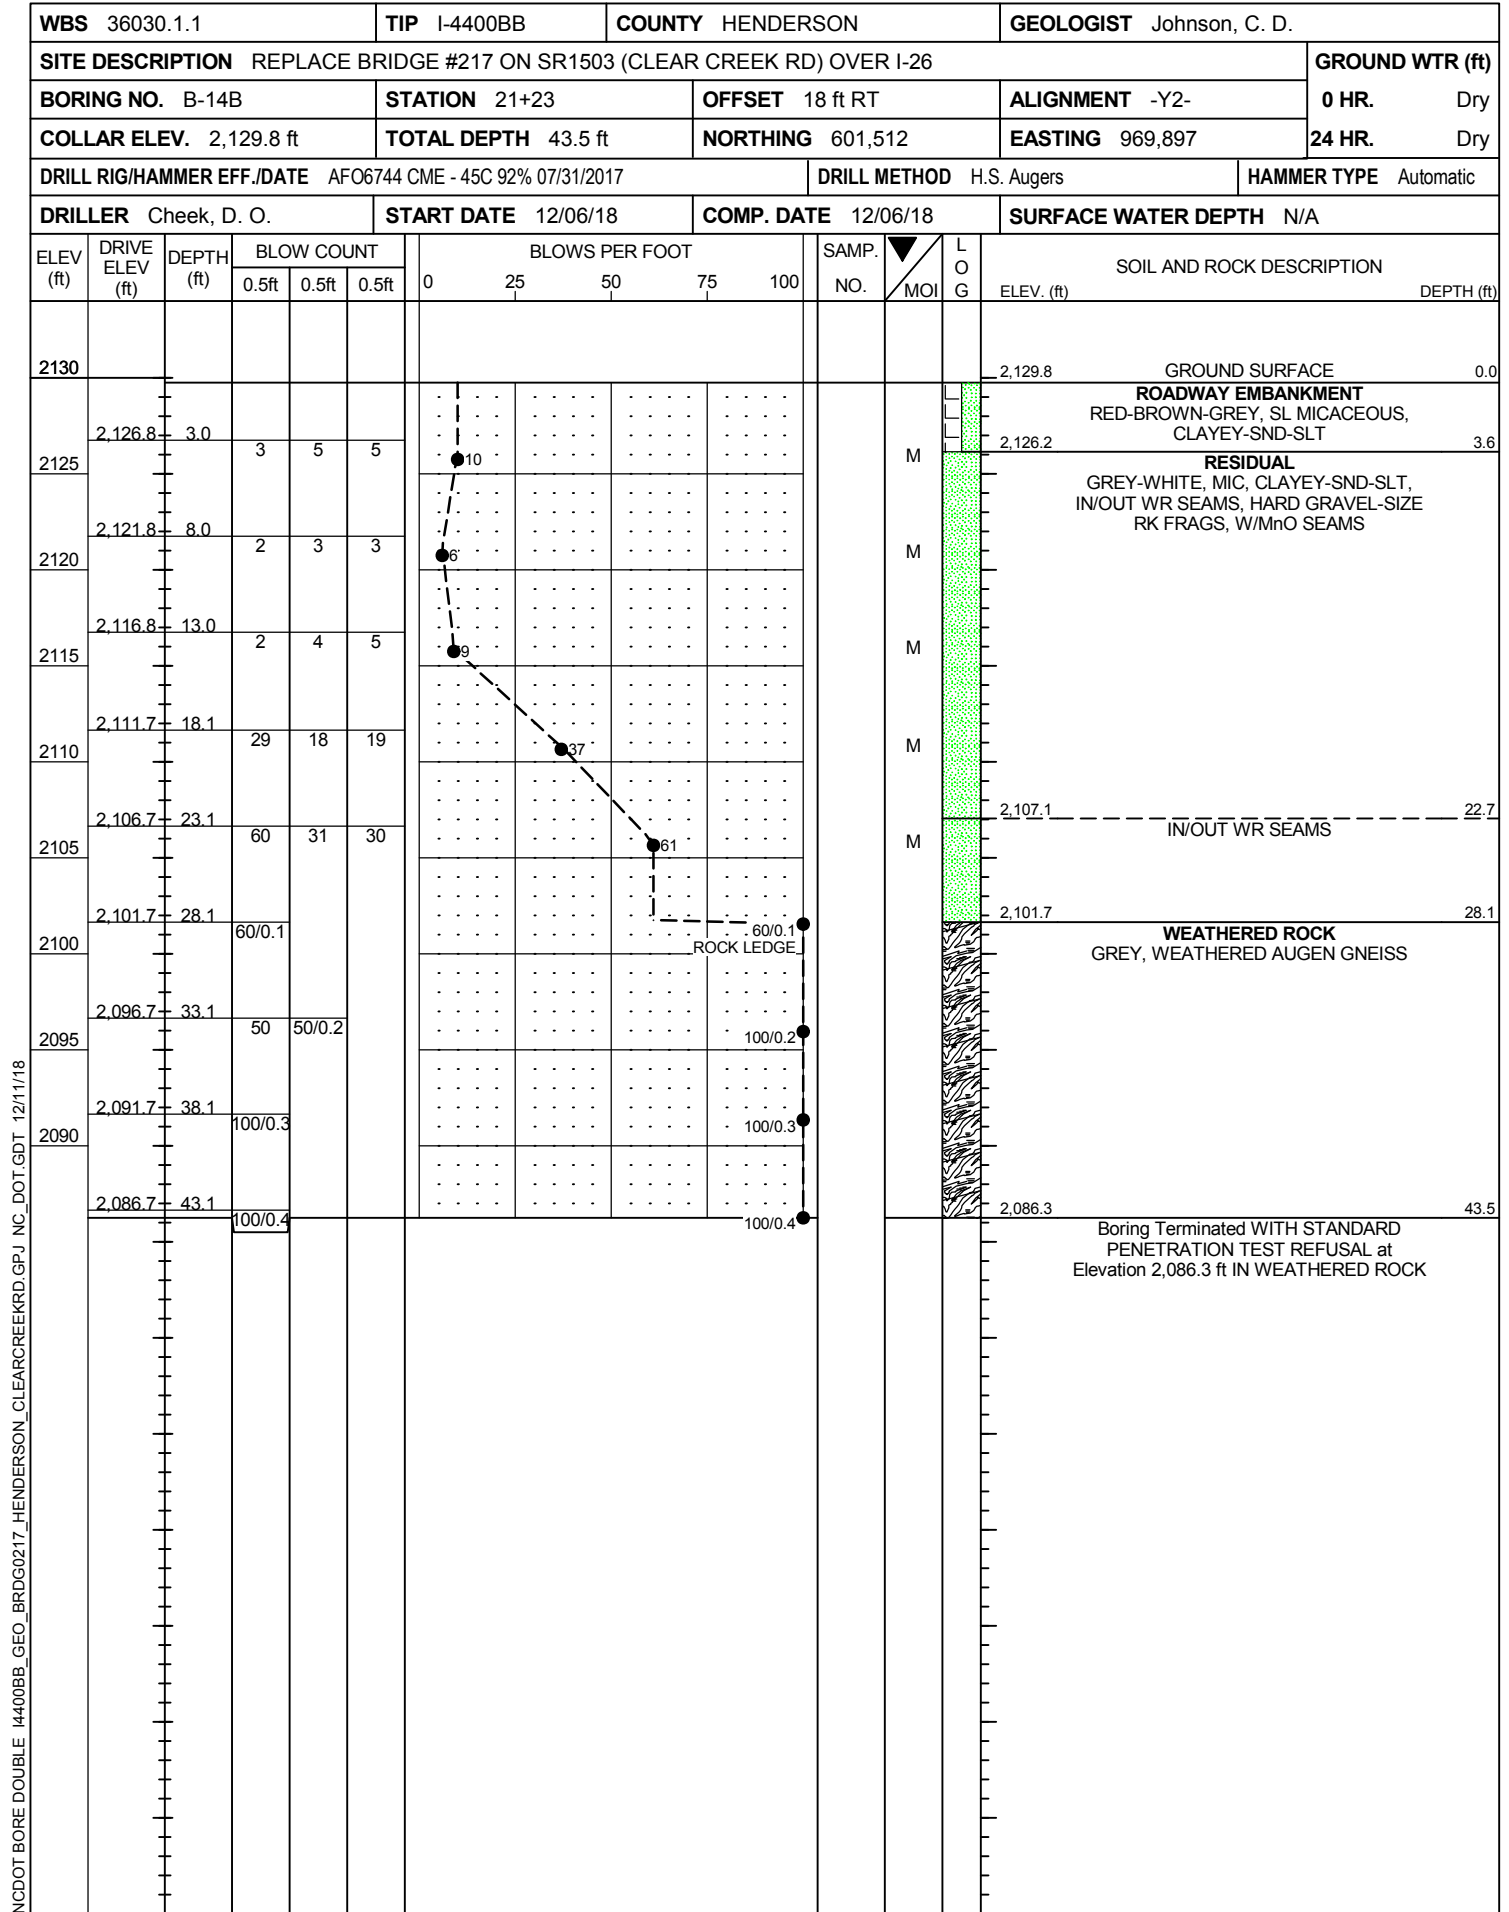 WBS 36030.1.1 TIP I-4400BB COUNTY HENDERSON GEOLOGIST Johnson, C. D.
SITE DESCRIPTION REPLACE BRIDGE #217 ON SR1503 (CLEAR CREEK RD) OVER I-26 GROUND WTR (ft)
BORING NO. B-14B STATION 21+23 OFFSET 18 ft RT ALIGNMENT -Y2- 0 HR. Dry
COLLAR ELEV. 2,129.8 ft TOTAL DEPTH 43.5 ft NORTHING 601,512 EASTING 969,897 24 HR. Dry
DRILL RIG/HAMMER EFF./DATE AFO6744 CME - 45C 92% 07/31/2017 DRILL METHOD H.S. Augers HAMMER TYPE Automatic
DRILLER Cheek, D. O. START DATE 12/06/18 COMP. DATE 12/06/18 SURFACE WATER DEPTH N/A
ELEV (ft) DRIVE ELEV (ft) DEPTH (ft) BLOW COUNT BLOWS PER FOOT SAMP. NO. MOI LOG SOIL AND ROCK DESCRIPTION
0.5ft 0.5ft 0.5ft 0 25 50 75 100 ELEV. (ft) DEPTH (ft)
2130 2,129.8 GROUND SURFACE 0.0
ROADWAY EMBANKMENT
RED-BROWN-GREY, SL MICACEOUS,
CLAYEY-SND-SLT
2,126.8 3.0 2,126.2 3.6
3 5 5 10 M
2125 RESIDUAL
GREY-WHITE, MIC, CLAYEY-SND-SLT,
IN/OUT WR SEAMS, HARD GRAVEL-SIZE
RK FRAGS, W/MnO SEAMS
2,121.8 8.0
2 3 3 6 M
2120
2,116.8 13.0
2 4 5 9 M
2115
2,111.7 18.1
29 18 19 37 M
2110
2,107.1 22.7
2,106.7 23.1
60 31 30 61 M IN/OUT WR SEAMS
2105
2,101.7 28.1 2,101.7 28.1
60/0.1 60/0.1 WEATHERED ROCK
2100 ROCK LEDGE GREY, WEATHERED AUGEN GNEISS
2,096.7 33.1
50 50/0.2 100/0.2
2095
2,091.7 38.1
100/0.3 100/0.3
2090
2,086.7 43.1 2,086.3 43.5
100/0.4 100/0.4
Boring Terminated WITH STANDARD
PENETRATION TEST REFUSAL at
Elevation 2,086.3 ft IN WEATHERED ROCK
NCDOT BORE DOUBLE I4400BB_GEO_BRDG0217_HENDERSON_CLEARCREEKRD.GPJ NC_DOT.GDT 12/11/18